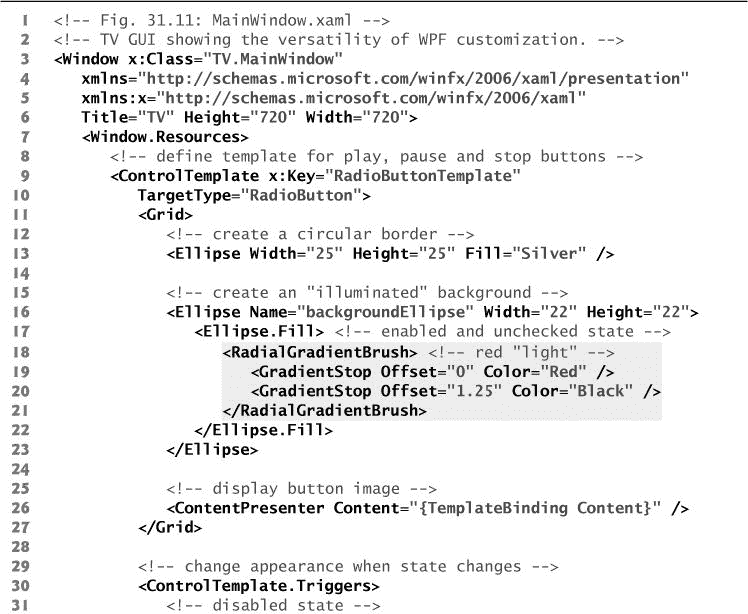 1 <!-- Fig. 31.11: MainWindow.xaml -->
2 <!-- TV GUI showing the versatility of WPF customization. -->
3 <Window x:Class="TV.MainWindow"
4 xmlns="http://schemas.microsoft.com/winfx/2006/xaml/presentation"
5 xmlns:x="http://schemas.microsoft.com/winfx/2006/xaml"
6 Title="TV" Height="720" Width="720">
7 <Window.Resources>
8 <!-- define template for play, pause and stop buttons -->
9 <ControlTemplate x:Key="RadioButtonTemplate"
10 TargetType="RadioButton">
11 <Grid>
12 <!-- create a circular border -->
13 <Ellipse Width="25" Height="25" Fill="Silver" />
14
15 <!-- create an "illuminated" background -->
16 <Ellipse Name="backgroundEllipse" Width="22" Height="22">
17 <Ellipse.Fill> <!-- enabled and unchecked state -->
18 <RadialGradientBrush> <!-- red "light" -->
19 <GradientStop Offset="0" Color="Red" />
20 <GradientStop Offset="1.25" Color="Black" />
21 </RadialGradientBrush>
22 </Ellipse.Fill>
23 </Ellipse>
24
25 <!-- display button image -->
26 <ContentPresenter Content="{TemplateBinding Content}" />
27 </Grid>
28
29 <!-- change appearance when state changes -->
30 <ControlTemplate.Triggers>
31 <!-- disabled state -->